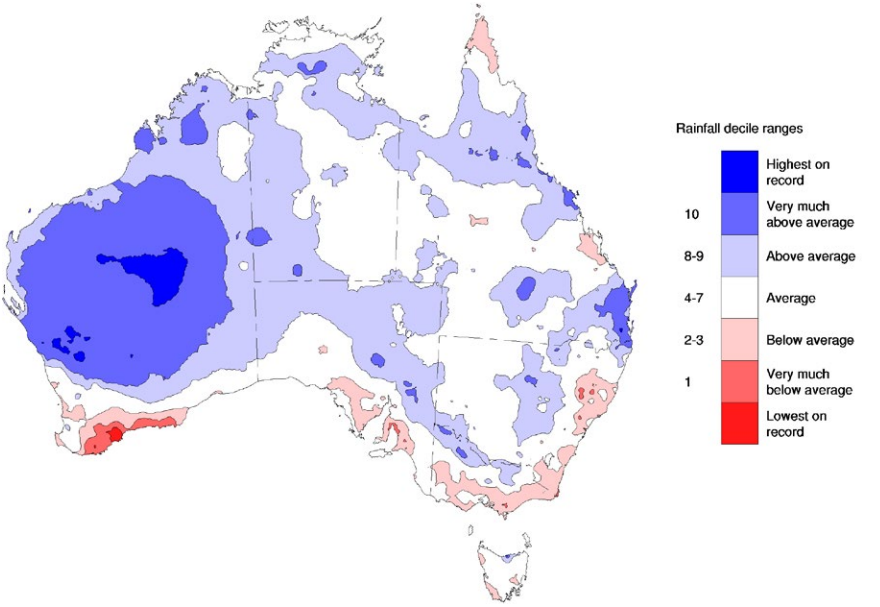 Rainfall decile ranges
Highest on
record
10
Very much
above average
8-9
Above average
4-7
Average
2-3
Below average
1
Very much
below average
Lowest on
record